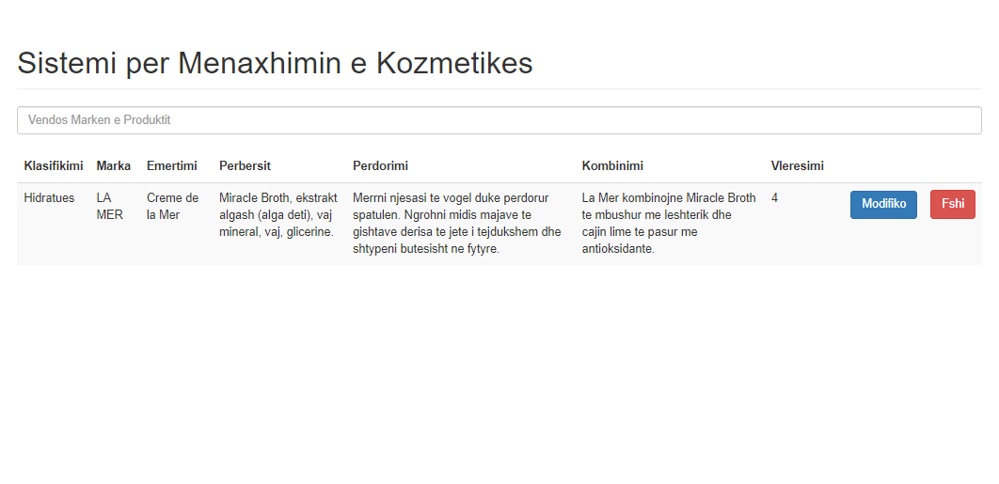 Sistemi per Menaxhimin e Kozmetikes
Vendos Marken e Produktit
Klasifikimi Marka Emertimi Perbersit Perdorimi Kombinimi Vleresimi
Hidratues
LA
MER
Creme de
la Mer
Miracle Broth, ekstrakt
algash (alga deti), vaj
mineral, vaj, glicerine.
Merrni njesasi te vogel duke perdorur
spatulen. Ngrohni midis majave te
gishtave derisa te jete i tejdukshem dhe
shtypeni butesisht ne fytyre.
La Mer kombinojne Miracle Broth
te mbushur me leshterik dhe
cajin lime te pasur me
antioksidante.
4
Modifiko
Fshi